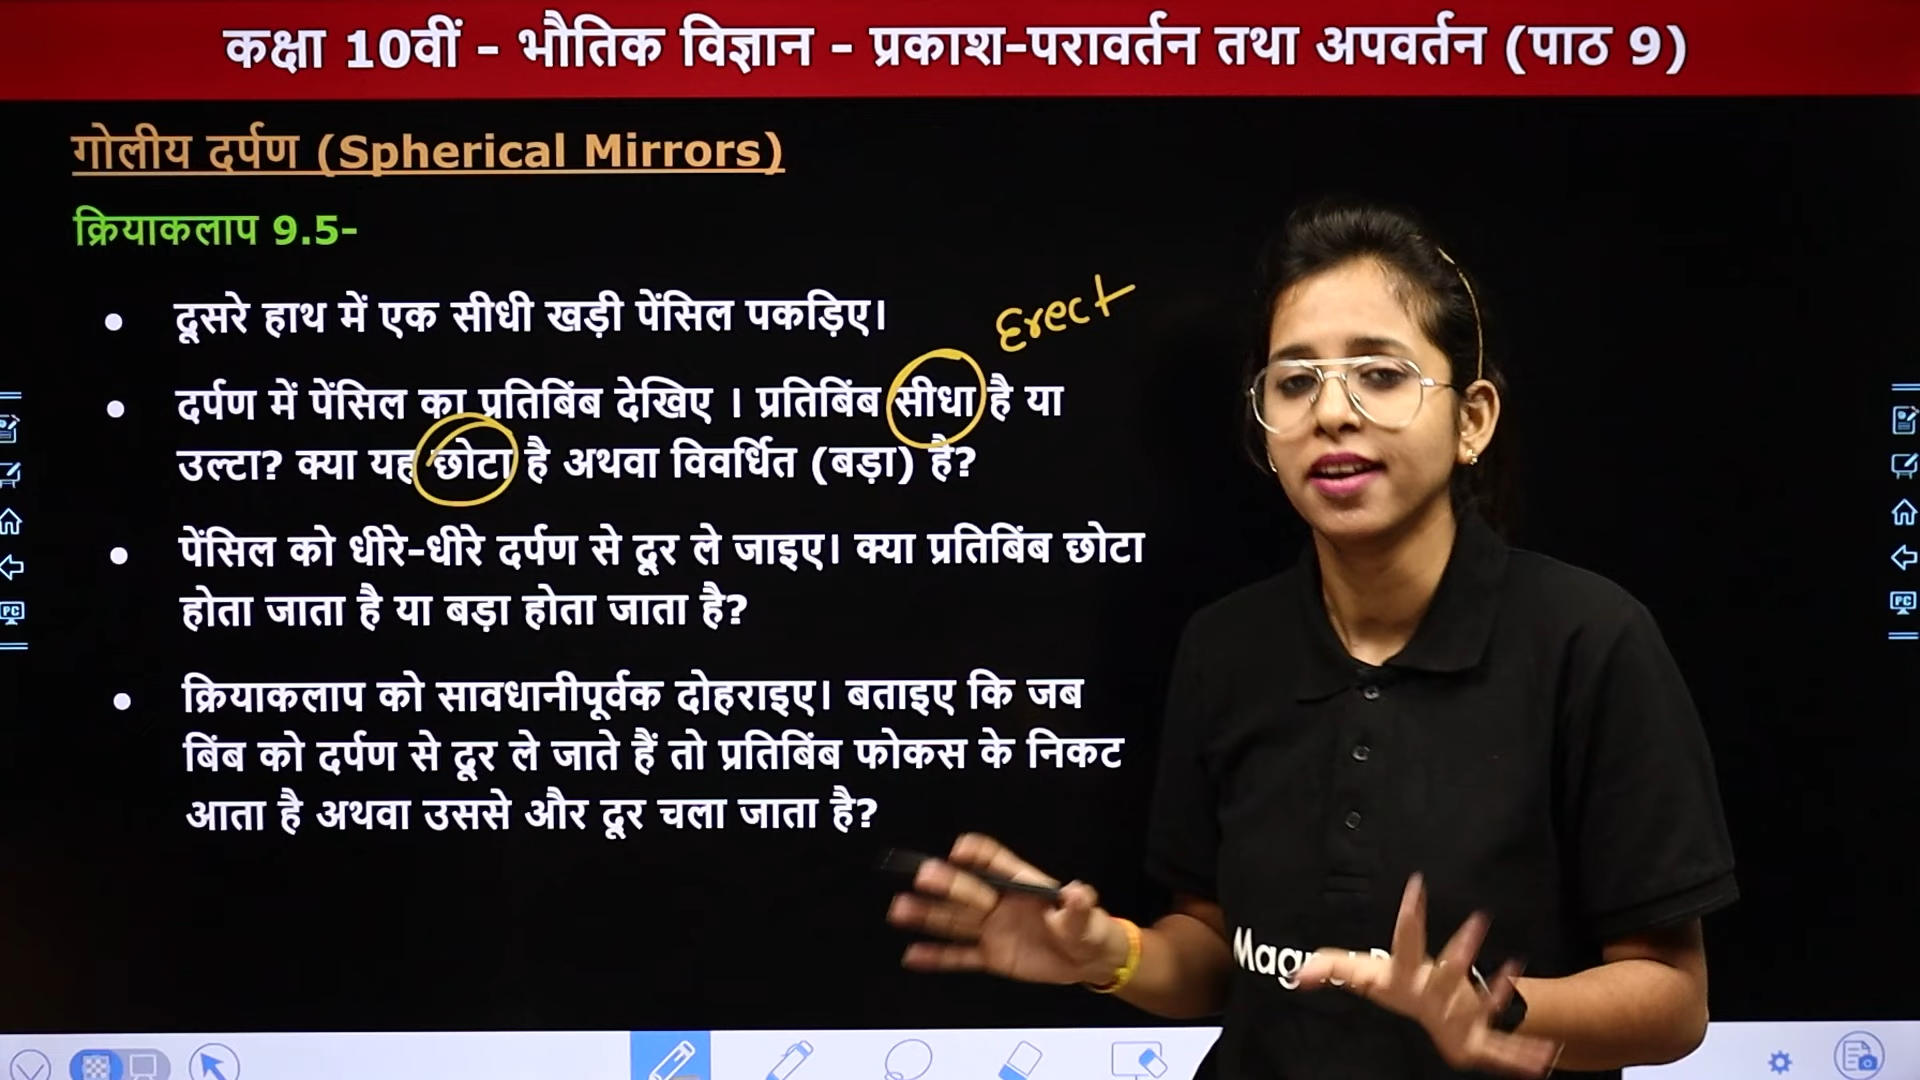 कक्षा 10वीं - भौतिक विज्ञान - प्रकाश-परावर्तन तथा अपवर्तन (पाठ 9)
गोलीय दर्पण (Spherical Mirrors)
क्रियाकलाप 9.5-
• दूसरे हाथ में एक सीधी खड़ी पेंसिल पकड़िए।
Erect
• दर्पण में पेंसिल का प्रतिबिंब देखिए । प्रतिबिंब सीधा है या
उल्टा? क्या यह छोटा है अथवा विवर्धित (बड़ा) है?
• पेंसिल को धीरे-धीरे दर्पण से दूर ले जाइए। क्या प्रतिबिंब छोटा
होता जाता है या बड़ा होता जाता है?
• क्रियाकलाप को सावधानीपूर्वक दोहराइए। बताइए कि जब
बिंब को दर्पण से दूर ले जाते हैं तो प्रतिबिंब फोकस के निकट
आता है अथवा उससे और दूर चला जाता है?
PC
PC